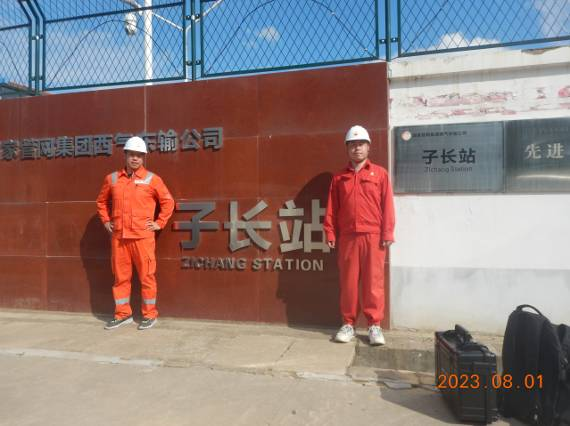 家管网集团西气东输公司
子长站
ZICHANG STATION
子长站
Zichang Station
先进
2023.08.01